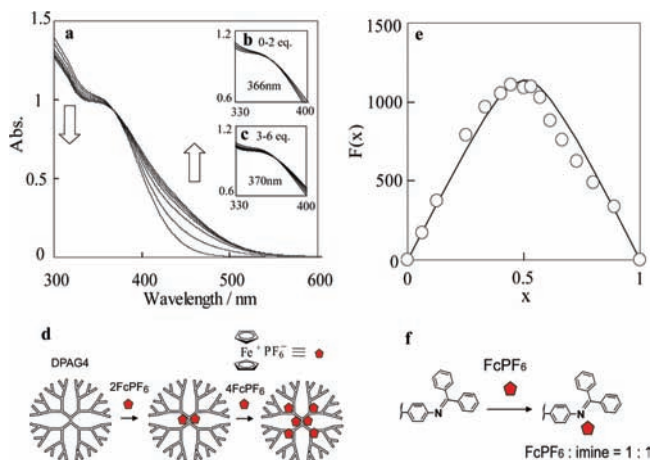 a
1.5
1
0.5
0
Abs.
300
400
500
600
Wavelength / nm
b
0-2 eq.
1.2
0.6
366nm
330
400
c
3-6 eq.
1.2
0.6
370nm
330
400
e
1500
1000
500
0
F(x)
0
0.5
1
x
d
DPAG4
2FcPF6
4FcPF6
Fe + PF6− ≡
f
FcPF6
N
N
FcPF6 : imine = 1 : 1